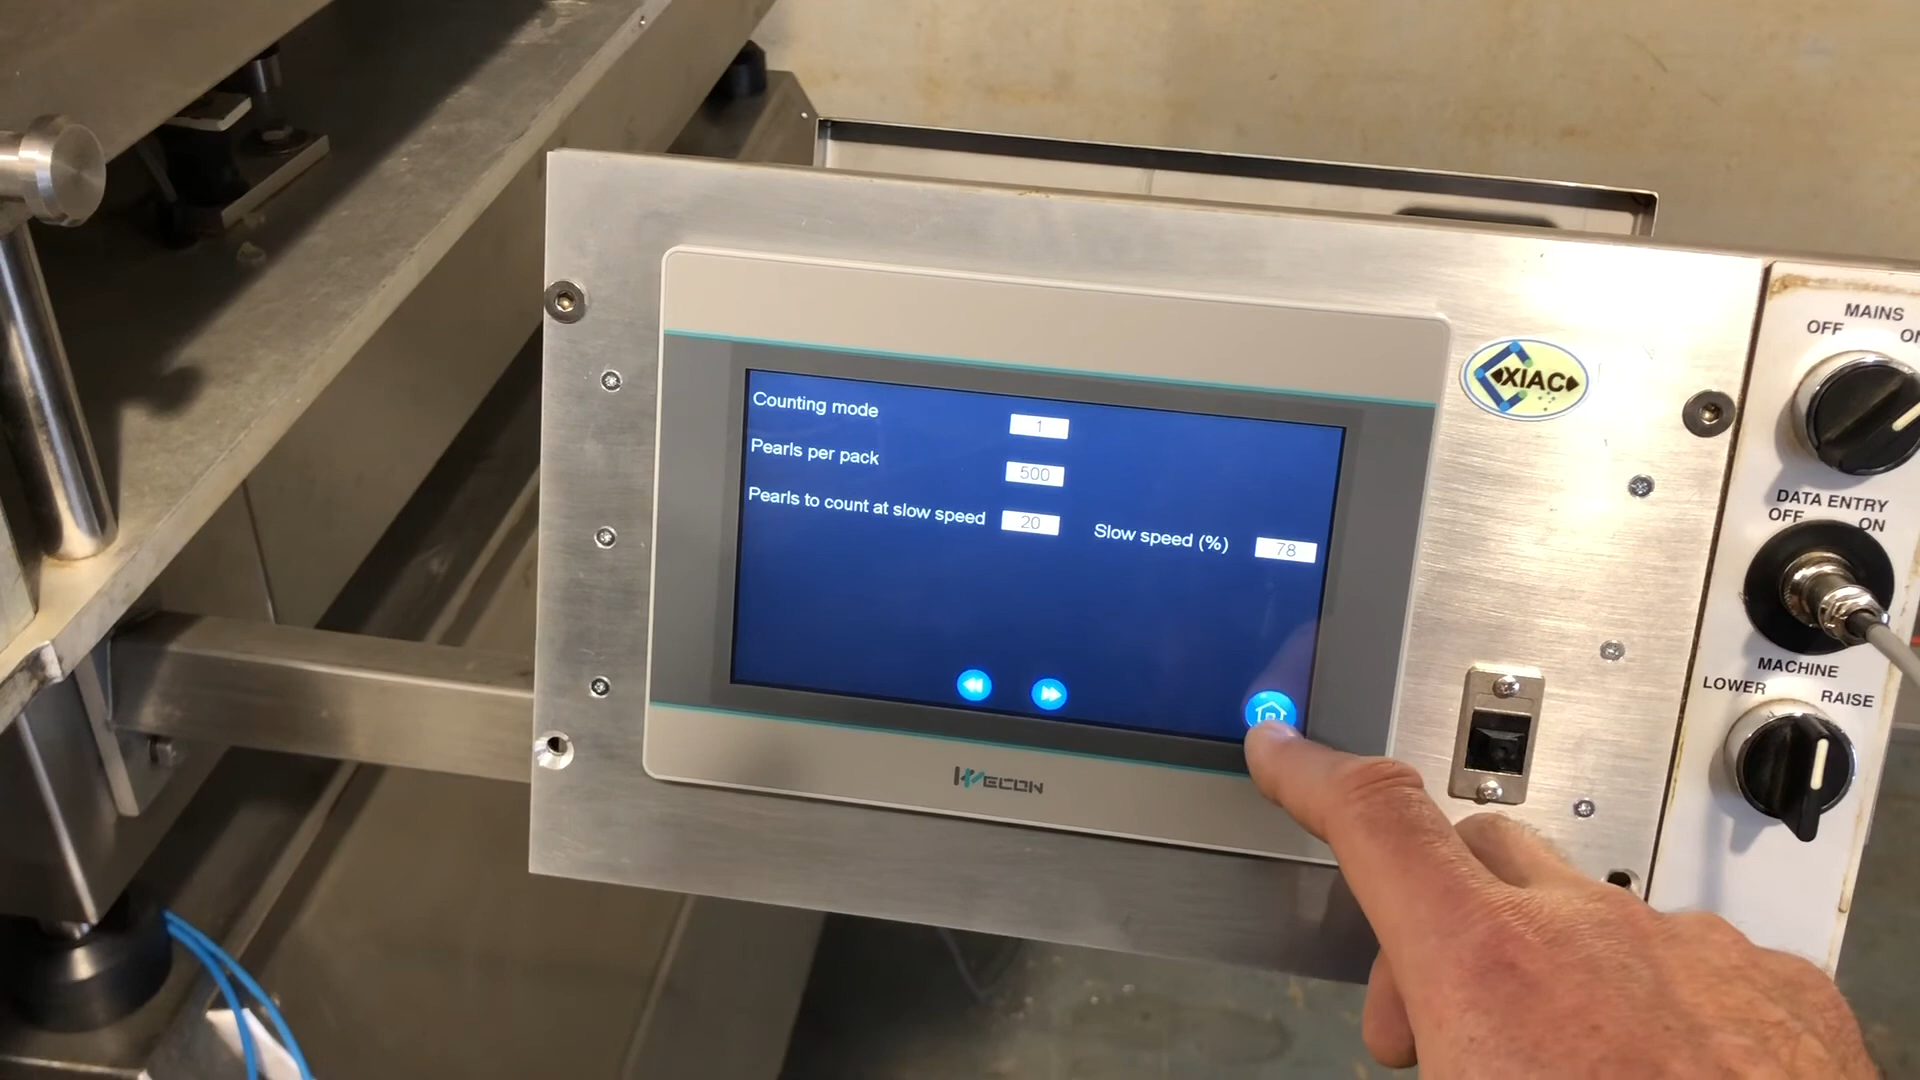 Counting mode 1
Pearls per pack 500
Pearls to count at slow speed 20 Slow speed (%) 78
WECON
XIAC
MAINS
OFF ON
DATA ENTRY
OFF ON
MACHINE
LOWER RAISE